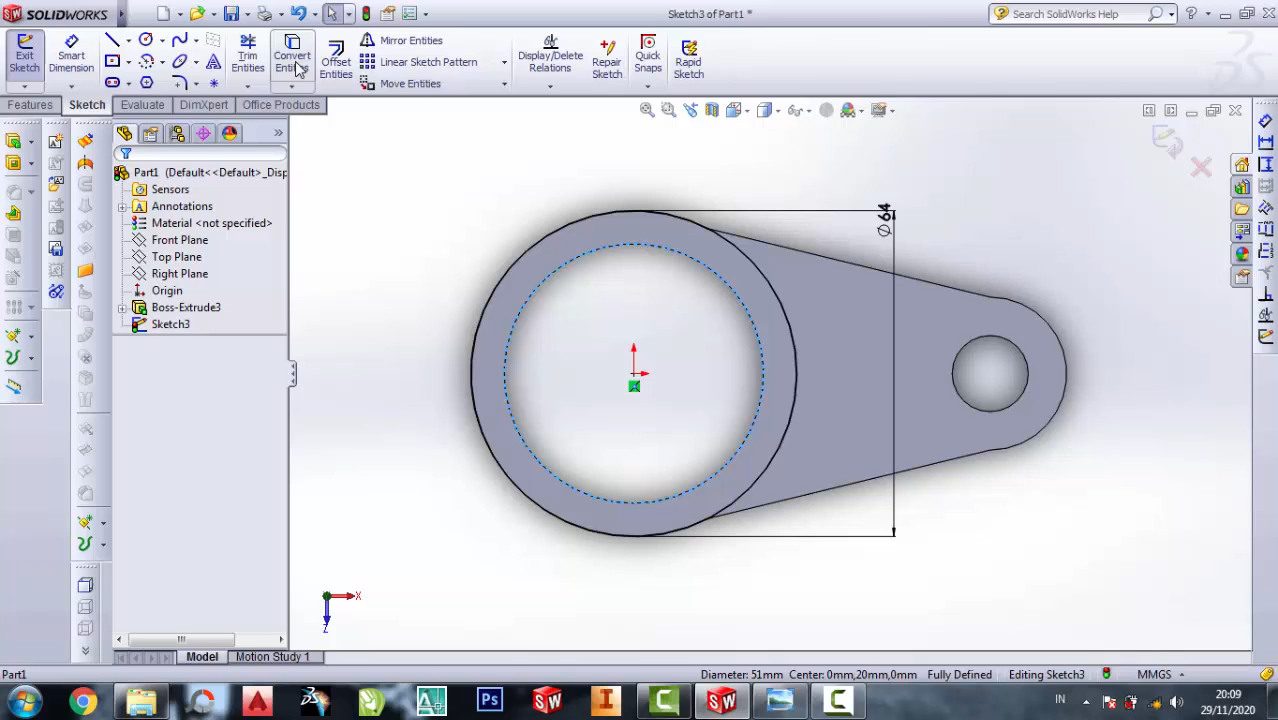 SOLIDWORKS
Sketch3 of Part1 *
Search SolidWorks Help
Exit Sketch
Smart Dimension
Trim Entities
Convert Entities
Offset Entities
Mirror Entities
Linear Sketch Pattern
Move Entities
Display/Delete Relations
Repair Sketch
Quick Snaps
Rapid Sketch
Features
Sketch
Evaluate
DimXpert
Office Products
Part1 (Default<<Default>_Disp
Sensors
Annotations
Material <not specified>
Front Plane
Top Plane
Right Plane
Origin
Boss-Extrude3
Sketch3
Ø 64
X
Z
Model
Motion Study 1
Part1
Diameter: 51mm
Center: 0mm,20mm,0mm
Fully Defined
Editing Sketch3
MMGS
IN
20:09
29/11/2020